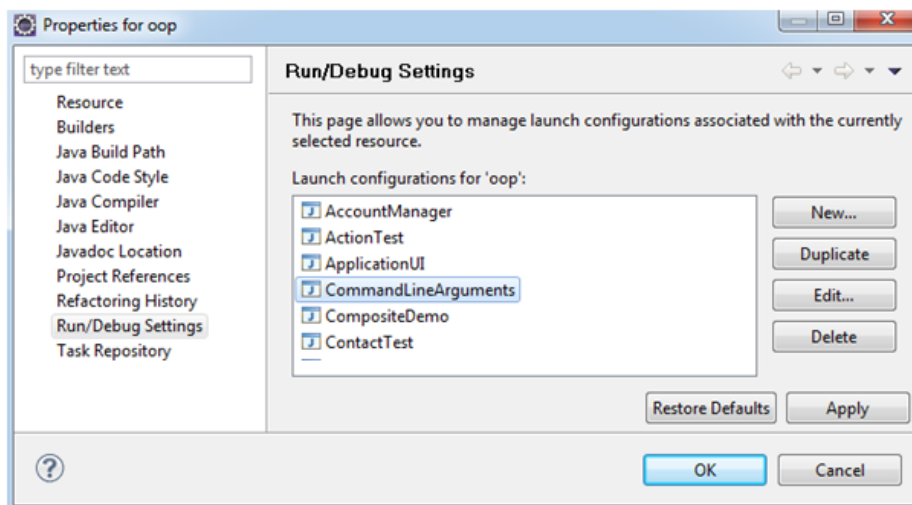 Properties for oop
type filter text
Resource
Builders
Java Build Path
Java Code Style
Java Compiler
Java Editor
Javadoc Location
Project References
Refactoring History
Run/Debug Settings
Task Repository
Run/Debug Settings
This page allows you to manage launch configurations associated with the currently
selected resource.
Launch configurations for 'oop':
AccountManager
ActionTest
ApplicationUI
CommandLineArguments
CompositeDemo
ContactTest
New...
Duplicate
Edit...
Delete
Restore Defaults
Apply
OK
Cancel